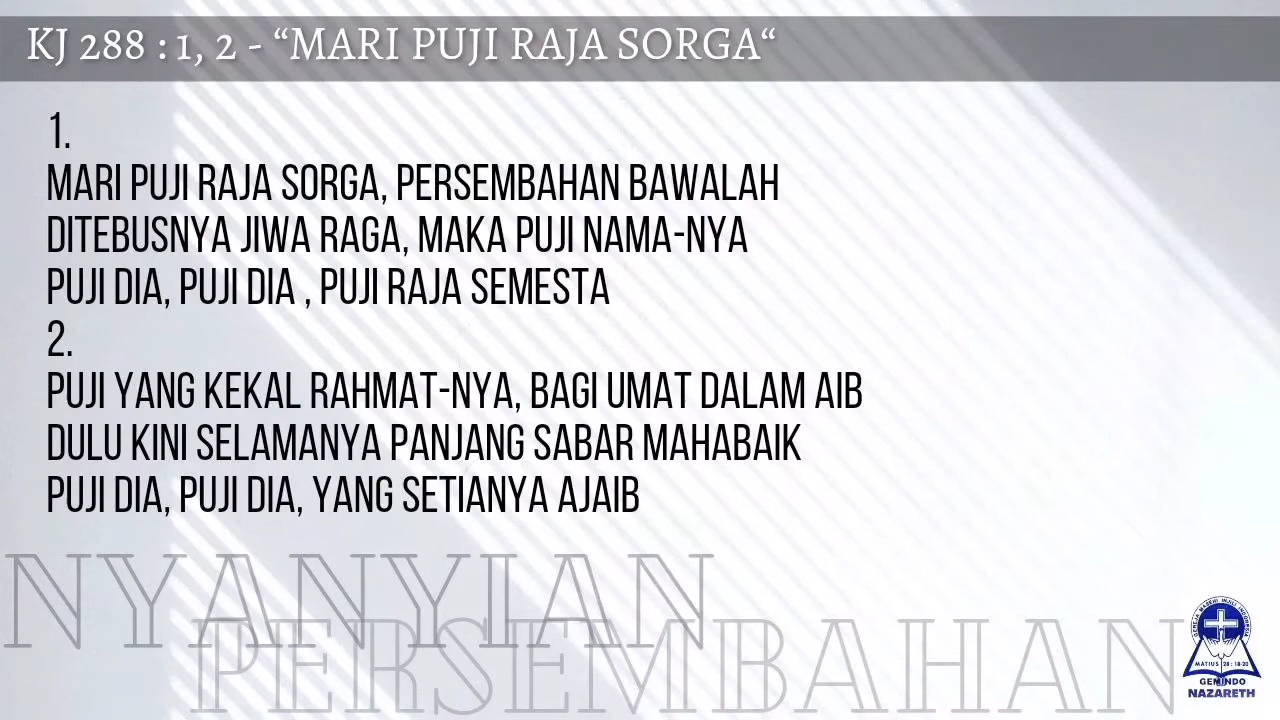 KJ 288 : 1, 2 - “MARI PUJI RAJA SORGA“
1.
MARI PUJI RAJA SORGA, PERSEMBAHAN BAWALAH
DITEBUSNYA JIWA RAGA, MAKA PUJI NAMA-NYA
PUJI DIA, PUJI DIA , PUJI RAJA SEMESTA
2.
PUJI YANG KEKAL RAHMAT-NYA, BAGI UMAT DALAM AIB
DULU KINI SELAMANYA PANJANG SABAR MAHABAIK
PUJI DIA, PUJI DIA, YANG SETIANYA AJAIB
NYANYIAN
PERSEMBAHAN
MATIUS 28 : 18-20
GEMINDO
NAZARETH